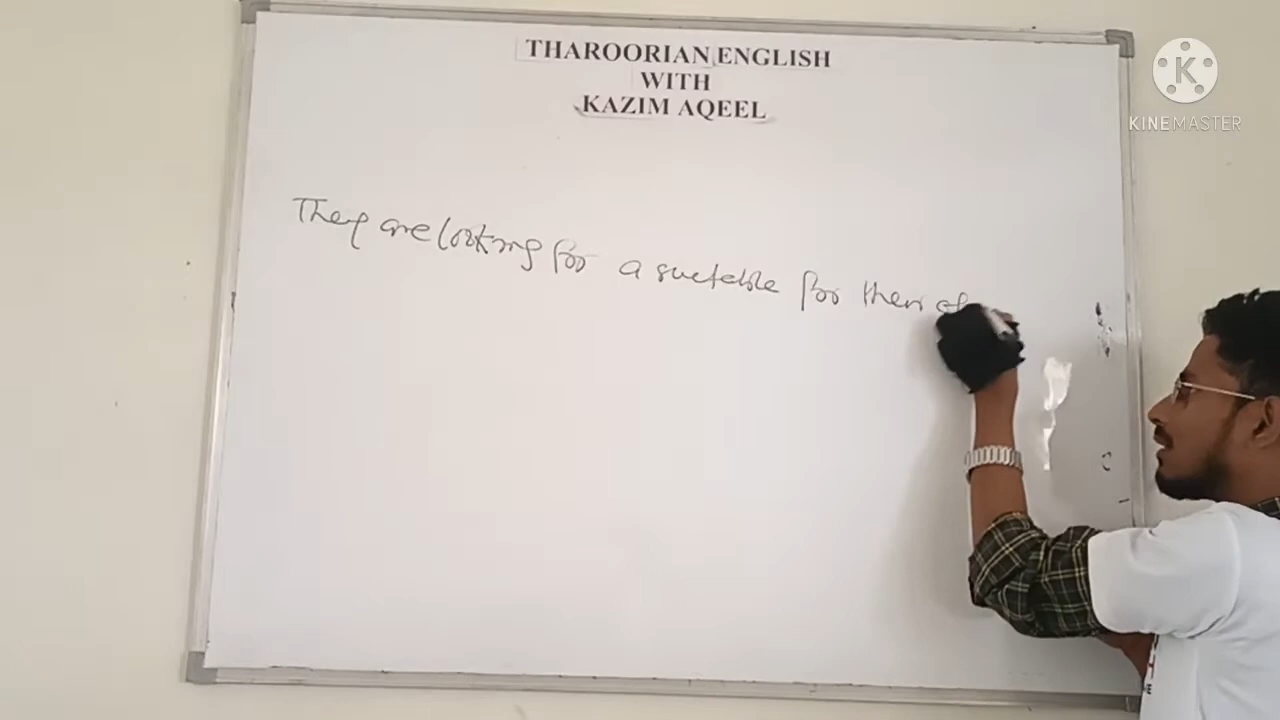 THAROORIAN ENGLISH
WITH
KAZIM AQEEL
KINEMASTER
They are looking for a suitable for their